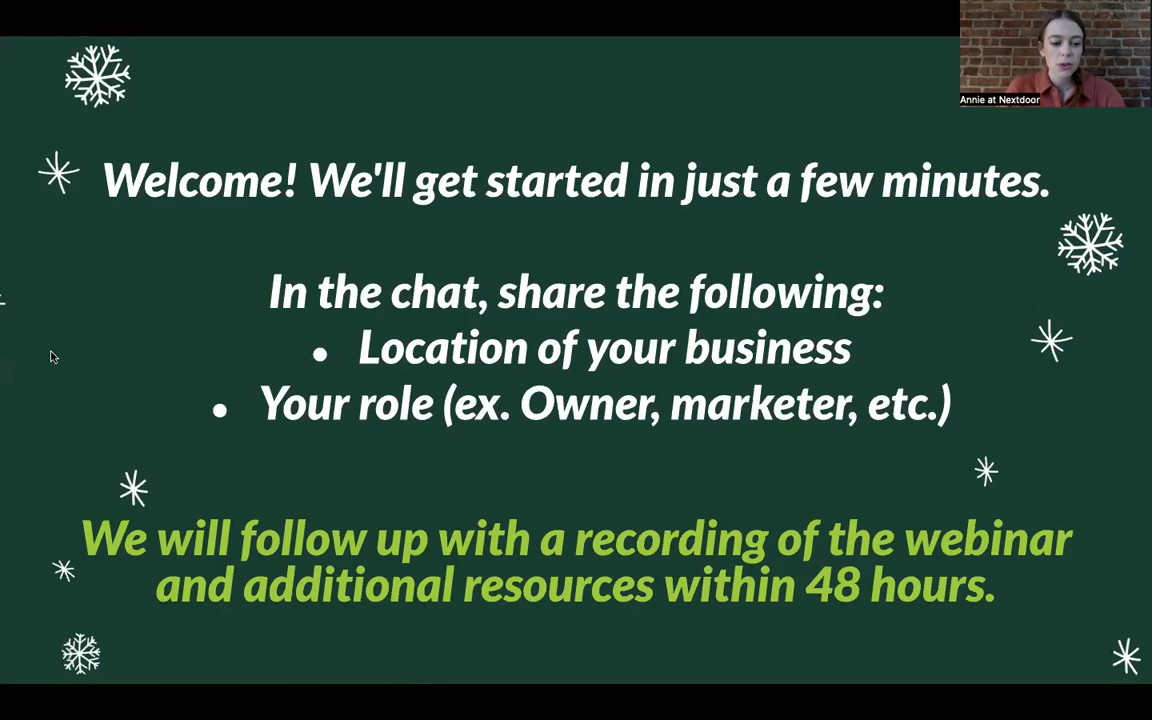 Annie at Nextdoor
Welcome! We'll get started in just a few minutes.
In the chat, share the following:
● Location of your business
● Your role (ex. Owner, marketer, etc.)
We will follow up with a recording of the webinar
and additional resources within 48 hours.